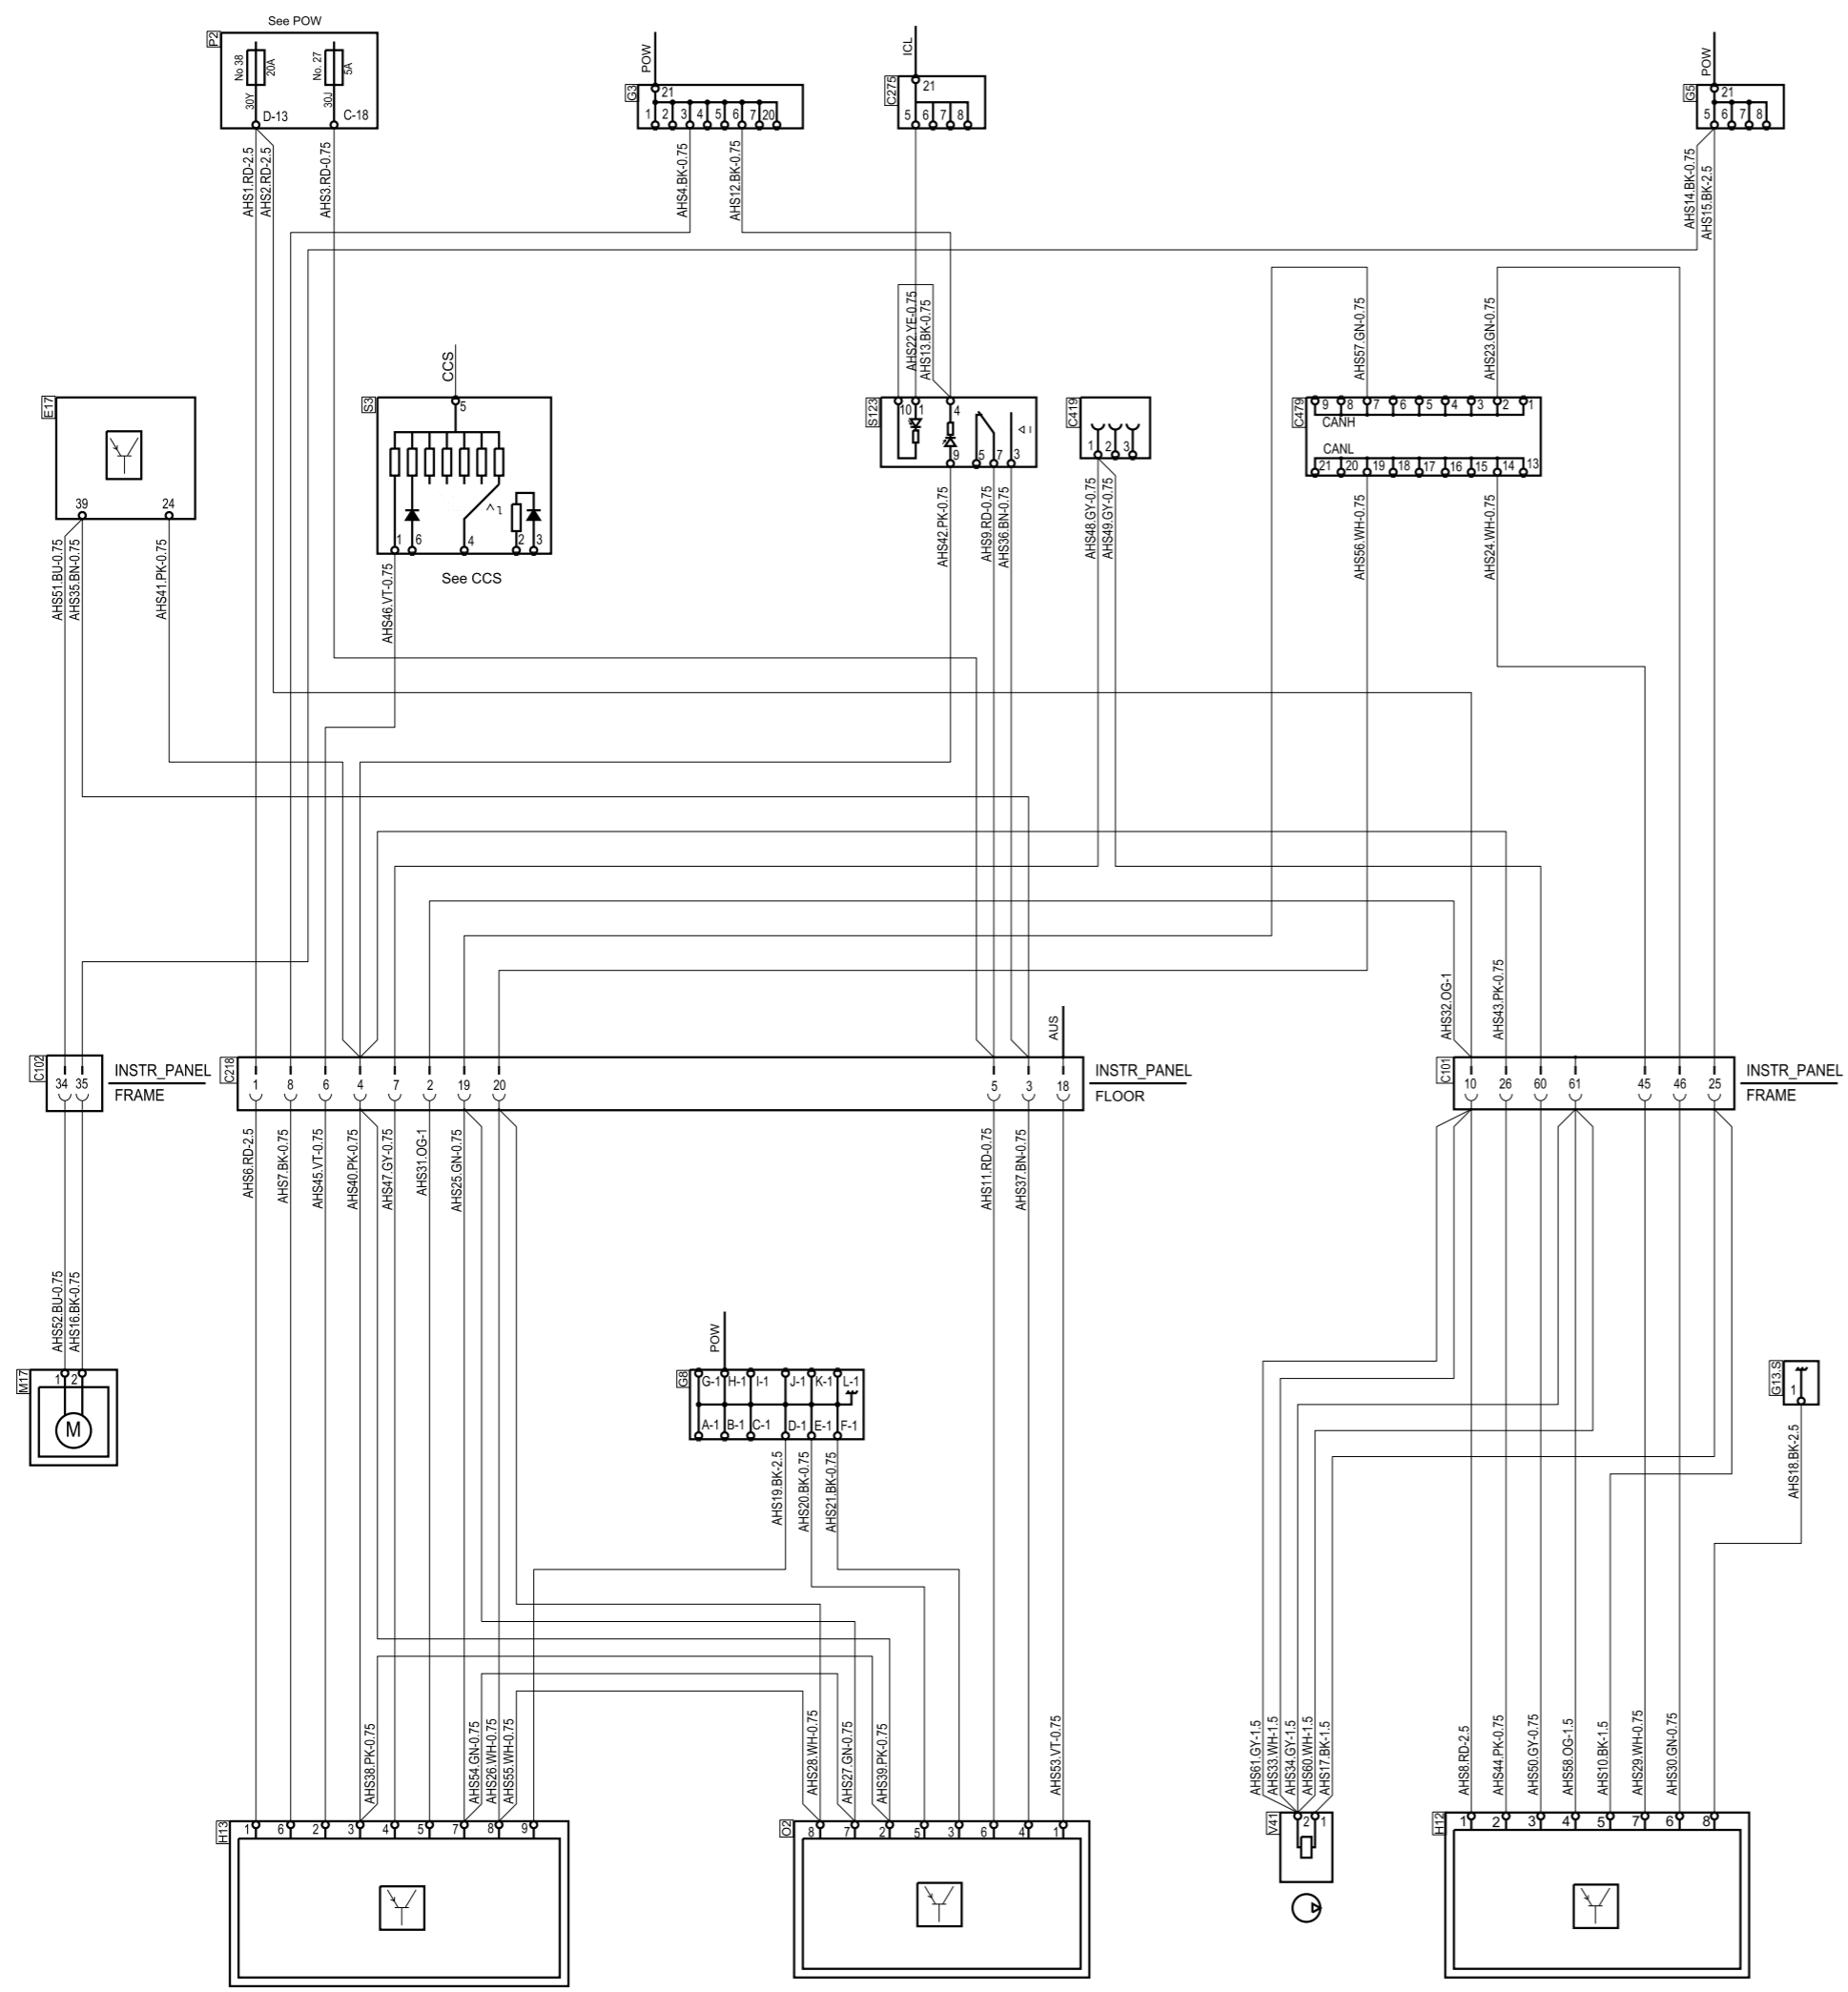 See POW
P2
No 38
20A
30Y
D-13
No. 27
5A
30J
C-18
POW
G3
21
1 2 3 4 5 6 7 20
ICL
C275
21
5 6 7 8
POW
G5
21
5 6 7 8
AHS1.RD-2.5
AHS2.RD-2.5
AHS3.RD-0.75
AHS4.BK-0.75
AHS12.BK-0.75
AHS14.BK-0.75
AHS15.BK-2.5
AHS22.YE-0.75
AHS13.BK-0.75
AHS57.GN-0.75
AHS23.GN-0.75
E17
39 24
CCS
S3
5
1 6 4 2 3
See CCS
S123
10 1 4
9 5 7 3
C419
1 2 3
C479
9 8 7 6 5 4 3 2 1
CANH
CANL
21 20 19 18 17 16 15 14 13
AHS51.BU-0.75
AHS35.BN-0.75
AHS41.PK-0.75
AHS46.VT-0.75
AHS42.PK-0.75
AHS9.RD-0.75
AHS36.BN-0.75
AHS48.GY-0.75
AHS49.GY-0.75
AHS56.WH-0.75
AHS24.WH-0.75
AHS32.OG-1
AHS43.PK-0.75
AUS
C102
34 35
INSTR_PANEL
FRAME
C218
1 8 6 4 7 2 19 20 5 3 18
INSTR_PANEL
FLOOR
C101
10 26 60 61 45 46 25
INSTR_PANEL
FRAME
AHS6.RD-2.5
AHS7.BK-0.75
AHS45.VT-0.75
AHS40.PK-0.75
AHS47.GY-0.75
AHS31.OG-1
AHS25.GN-0.75
AHS11.RD-0.75
AHS37.BN-0.75
AHS52.BU-0.75
AHS16.BK-0.75
M17
1 2
M
POW
G8
G-1 H-1 I-1 J-1 K-1 L-1
A-1 B-1 C-1 D-1 E-1 F-1
AHS19.BK-2.5
AHS20.BK-0.75
AHS21.BK-0.75
G13.S
1
AHS18.BK-2.5
AHS38.PK-0.75
AHS54.GN-0.75
AHS26.WH-0.75
AHS55.WH-0.75
AHS28.WH-0.75
AHS27.GN-0.75
AHS39.PK-0.75
AHS53.VT-0.75
AHS61.GY-1.5
AHS33.WH-1.5
AHS34.GY-1.5
AHS60.WH-1.5
AHS17.BK-1.5
AHS8.RD-2.5
AHS44.PK-0.75
AHS50.GY-0.75
AHS58.OG-1.5
AHS10.BK-1.5
AHS29.WH-0.75
AHS30.GN-0.75
H13
1 6 2 3 4 5 7 8 9
O2
8 7 2 5 3 6 4 1
V41
2 1
H12
1 2 3 4 5 7 6 8